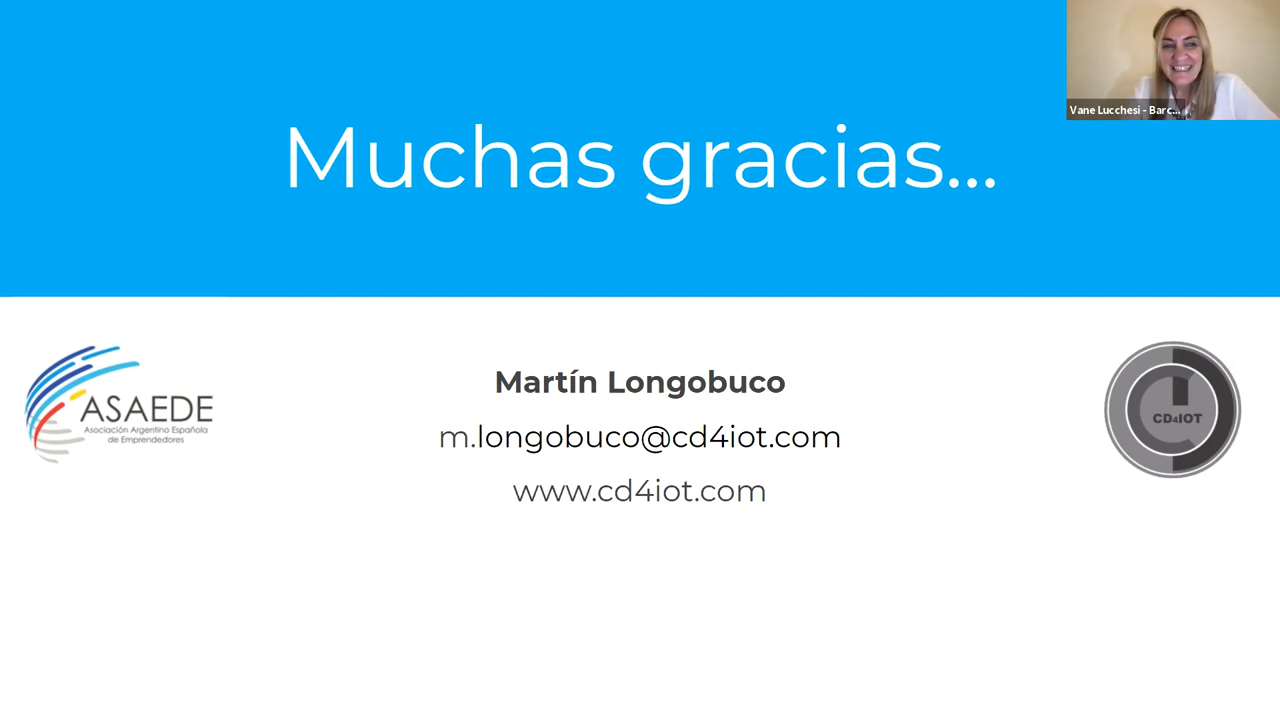 Vane Lucchesi - Barc...
Muchas gracias...
ASAEDE
Asociación Argentino Española
de Emprendedores
Martín Longobuco
m.longobuco@cd4iot.com
www.cd4iot.com
CD4IOT